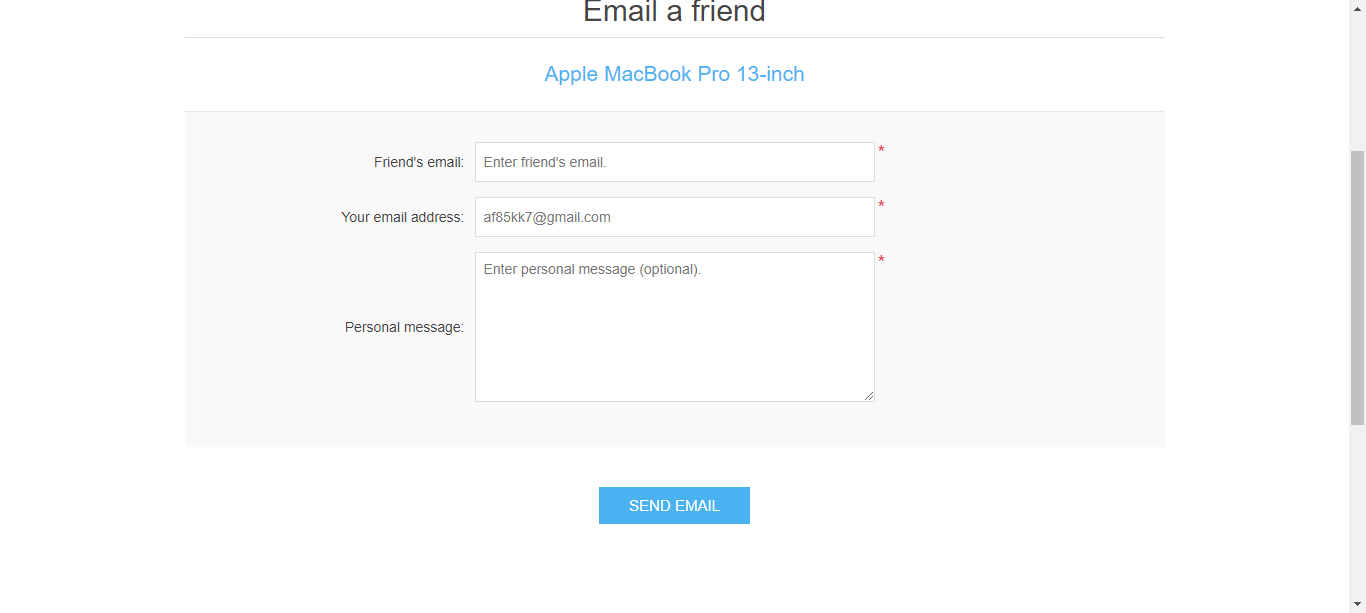 Email a friend
Apple MacBook Pro 13-inch
Friend's email: Enter friend's email. *
Your email address: af85kk7@gmail.com *
Enter personal message (optional). *
Personal message:
SEND EMAIL